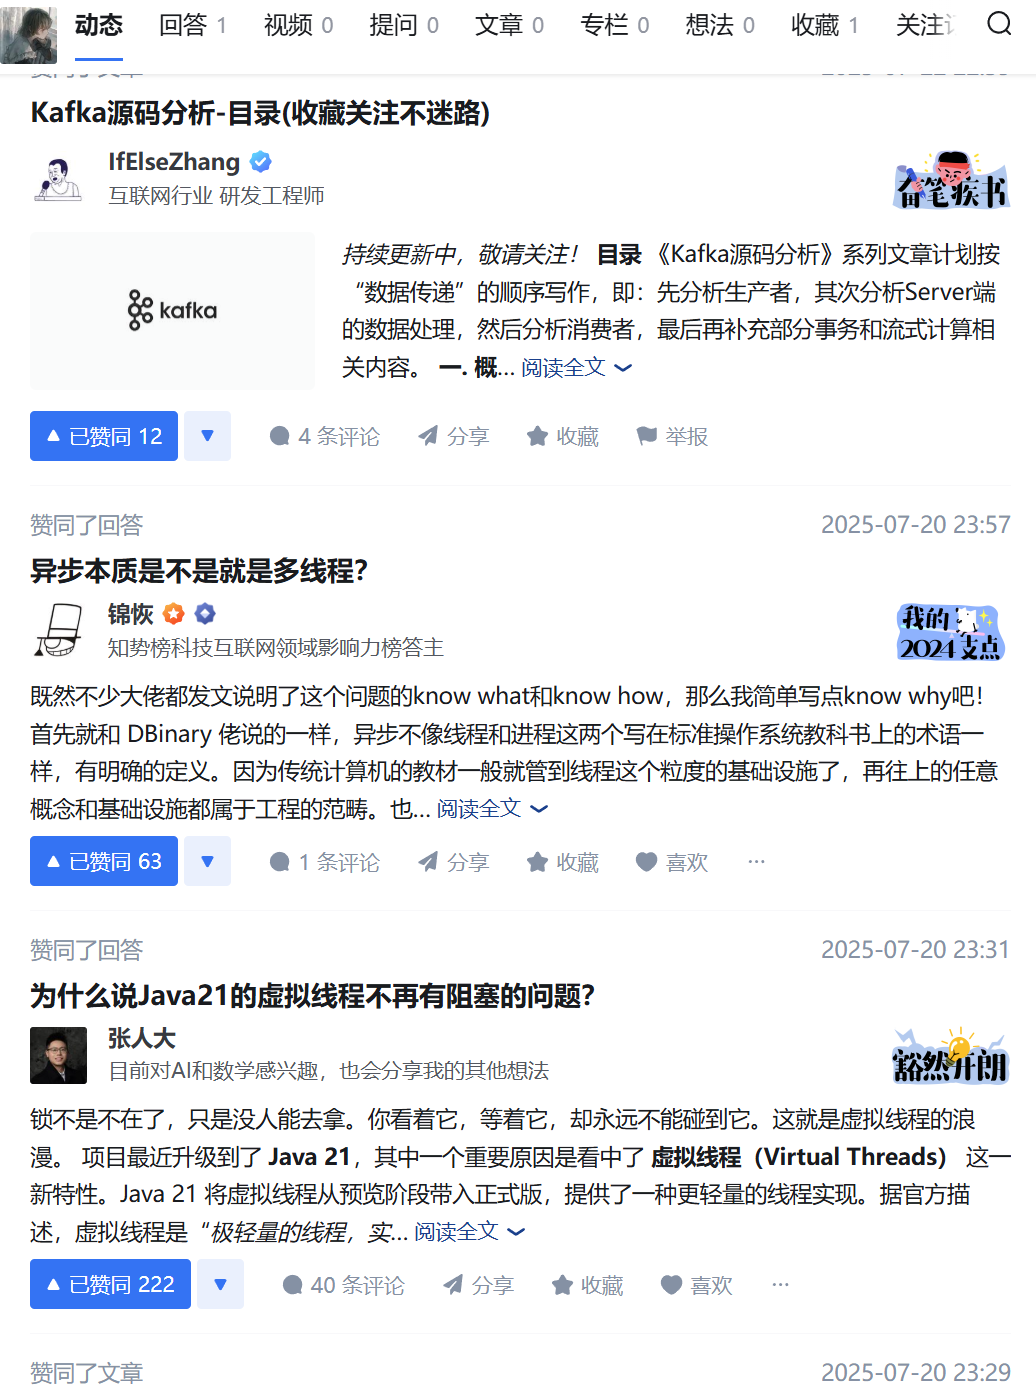 动态 回答 1 视频 0 提问 0 文章 0 专栏 0 想法 0 收藏 1 关注
Kafka源码分析-目录(收藏关注不迷路)
IfElseZhang
互联网行业 研发工程师
奋笔疾书
kafka
持续更新中，敬请关注！ 目录 《Kafka源码分析》系列文章计划按
“数据传递”的顺序写作，即：先分析生产者，其次分析Server端
的数据处理，然后分析消费者，最后再补充部分事务和流式计算相
关内容。 一. 概... 阅读全文
已赞同 12 4 条评论 分享 收藏 举报
赞同了回答 2025-07-20 23:57
异步本质是不是就是多线程？
锦恢
知势榜科技互联网领域影响力榜答主
我的
2024支点
既然不少大佬都发文说明了这个问题的know what和know how，那么我简单写点know why吧！
首先就和 DBinary 佬说的一样，异步不像线程和进程这两个写在标准操作系统教科书上的术语一
样，有明确的定义。因为传统计算机的教材一般就管到线程这个粒度的基础设施了，再往上的任意
概念和基础设施都属于工程的范畴。也... 阅读全文
已赞同 63 1 条评论 分享 收藏 喜欢 ...
赞同了回答 2025-07-20 23:31
为什么说Java21的虚拟线程不再有阻塞的问题？
张人大
目前对AI和数学感兴趣，也会分享我的其他想法
豁然开朗
锁不是不在了，只是没人能去拿。你看着它，等着它，却永远不能碰到它。这就是虚拟线程的浪
漫。 项目最近升级到了 Java 21，其中一个重要原因是看中了 虚拟线程（Virtual Threads） 这一
新特性。Java 21 将虚拟线程从预览阶段带入正式版，提供了一种更轻量的线程实现。据官方描
述，虚拟线程是“极轻量的线程，实... 阅读全文
已赞同 222 40 条评论 分享 收藏 喜欢 ...
赞同了文章 2025-07-20 23:29